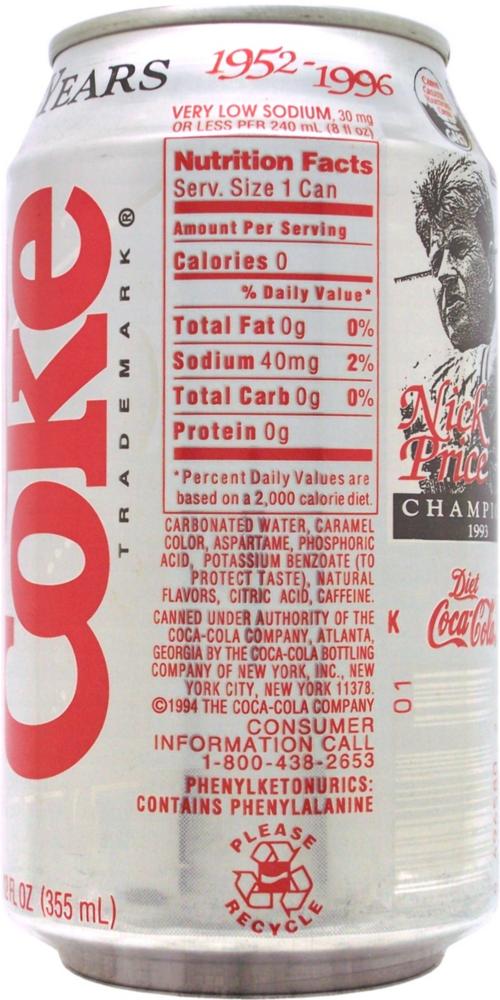 YEARS 1952-1996
VERY LOW SODIUM, 30 mg
OR LESS PER 240 mL (8 fl oz)
Nutrition Facts
Serv. Size 1 Can
Amount Per Serving
Calories 0
% Daily Value*
Total Fat 0g 0%
Sodium 40mg 2%
Total Carb 0g 0%
Protein 0g
*Percent Daily Values are
based on a 2,000 calorie diet.
CARBONATED WATER, CARAMEL
COLOR, ASPARTAME, PHOSPHORIC
ACID, POTASSIUM BENZOATE (TO
PROTECT TASTE), NATURAL
FLAVORS, CITRIC ACID, CAFFEINE.
CANNED UNDER AUTHORITY OF THE
COCA-COLA COMPANY, ATLANTA,
GEORGIA BY THE COCA-COLA BOTTLING
COMPANY OF NEW YORK, INC., NEW
YORK CITY, NEW YORK 11378.
©1994 THE COCA-COLA COMPANY
CONSUMER
INFORMATION CALL
1-800-438-2653
PHENYLKETONURICS:
CONTAINS PHENYLALANINE
PLEASE
RECYCLE
Coke
TRADEMARK®
FL OZ (355 mL)
Nick
Price
CHAMPI
1993
Diet
Coca-Cola
K
01